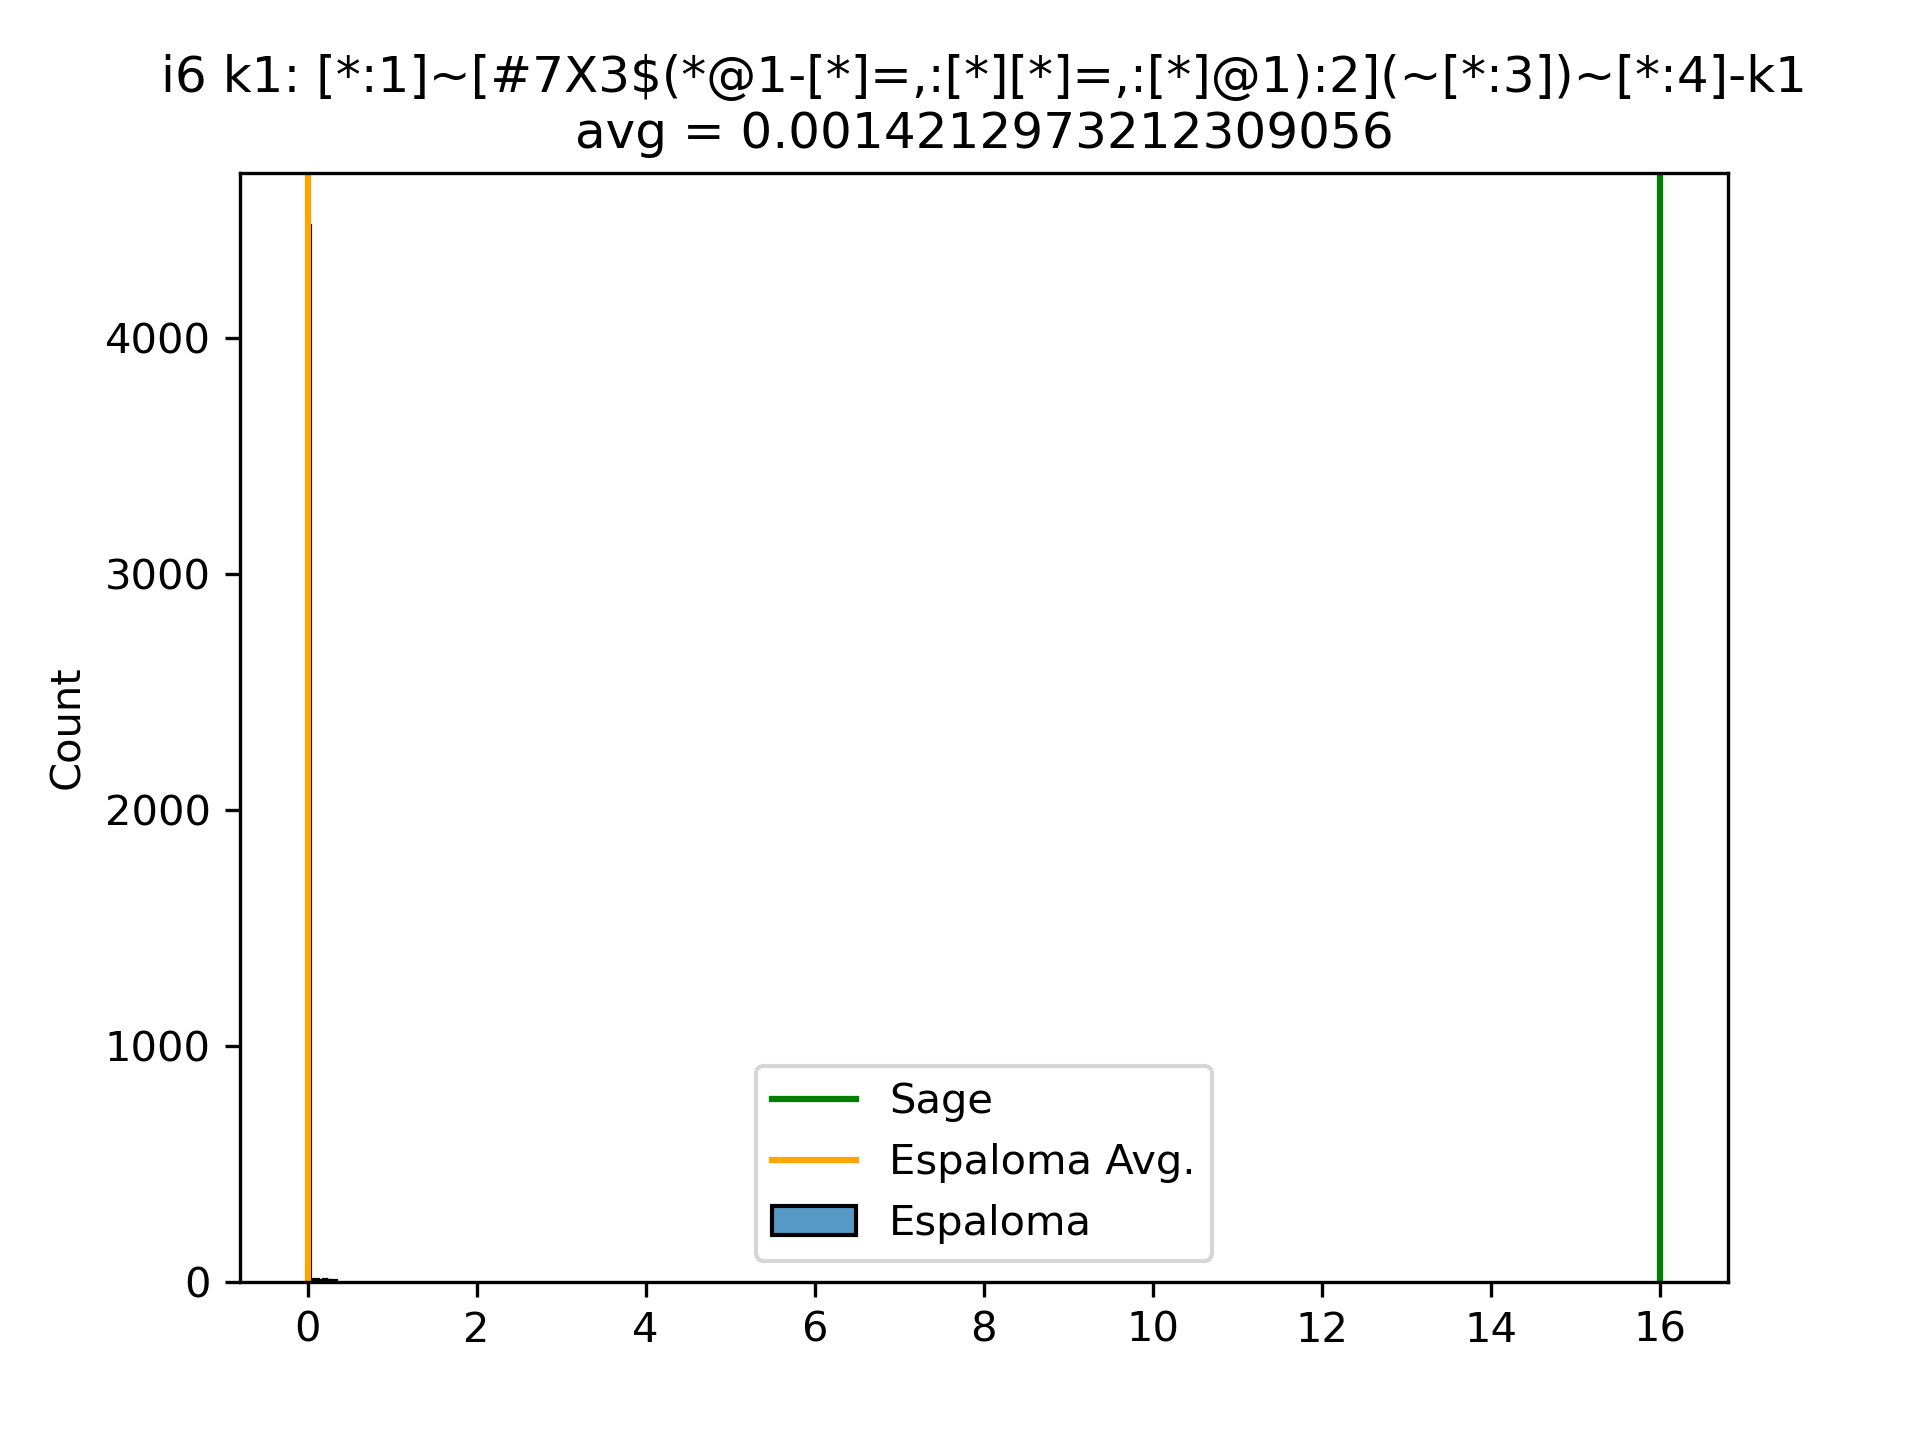 i6 k1: [*:1]~[#7X3$(*@1-[*]=,:[*][*]=,:[*]@1):2](~[*:3])~[*:4]-k1
avg = 0.0014212973212309056
4000
3000
2000
1000
0
Count
Sage
Espaloma Avg.
Espaloma
0 2 4 6 8 10 12 14 16